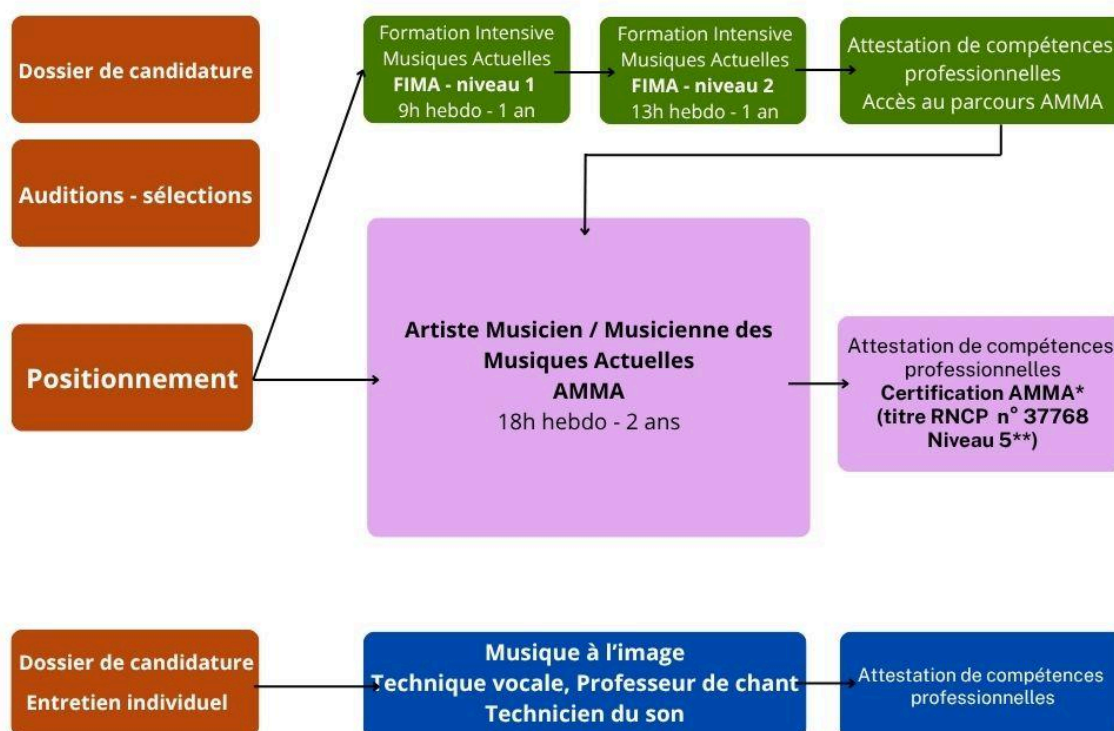 Dossier de candidature
Auditions - sélections
Positionnement
Formation Intensive
Musiques Actuelles
FIMA - niveau 1
9h hebdo - 1 an
Formation Intensive
Musiques Actuelles
FIMA - niveau 2
13h hebdo - 1 an
Attestation de compétences
professionnelles
Accès au parcours AMMA
Artiste Musicien / Musicienne des
Musiques Actuelles
AMMA
18h hebdo - 2 ans
Attestation de compétences
professionnelles
Certification AMMA*
(titre RNCP n° 37768
Niveau 5**)
Dossier de candidature
Entretien individuel
Musique à l'image
Technique vocale, Professeur de chant
Technicien du son
Attestation de compétences
professionnelles